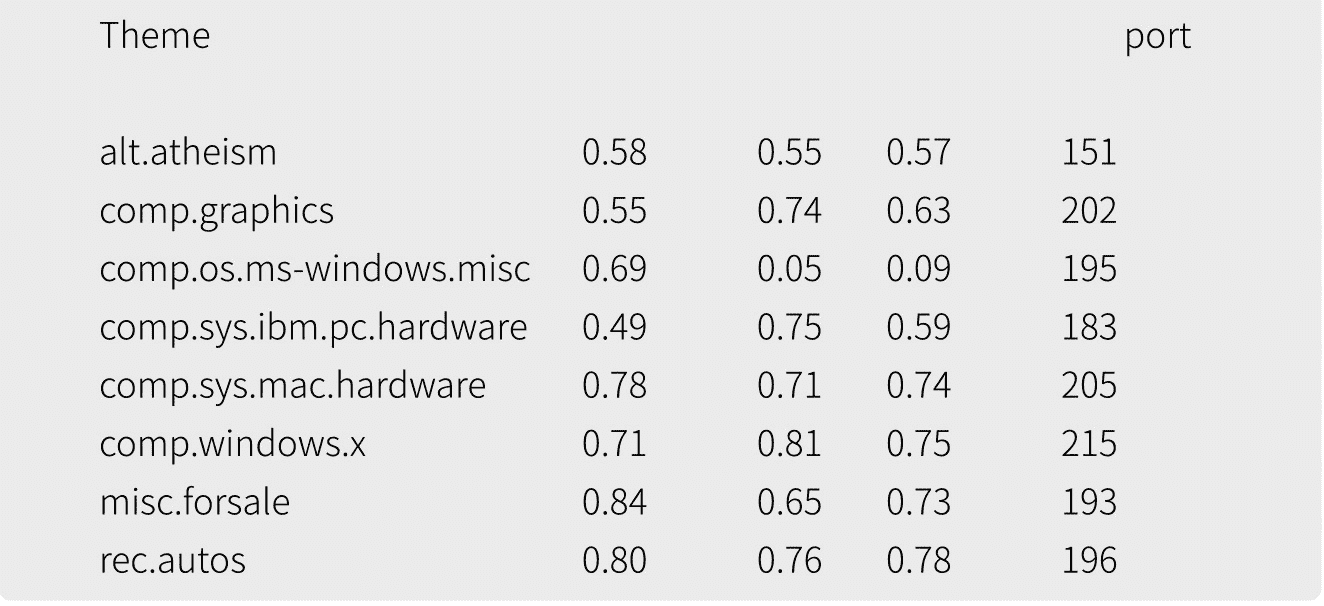 Theme port
alt.atheism 0.58 0.55 0.57 151
comp.graphics 0.55 0.74 0.63 202
comp.os.ms-windows.misc 0.69 0.05 0.09 195
comp.sys.ibm.pc.hardware 0.49 0.75 0.59 183
comp.sys.mac.hardware 0.78 0.71 0.74 205
comp.windows.x 0.71 0.81 0.75 215
misc.forsale 0.84 0.65 0.73 193
rec.autos 0.80 0.76 0.78 196